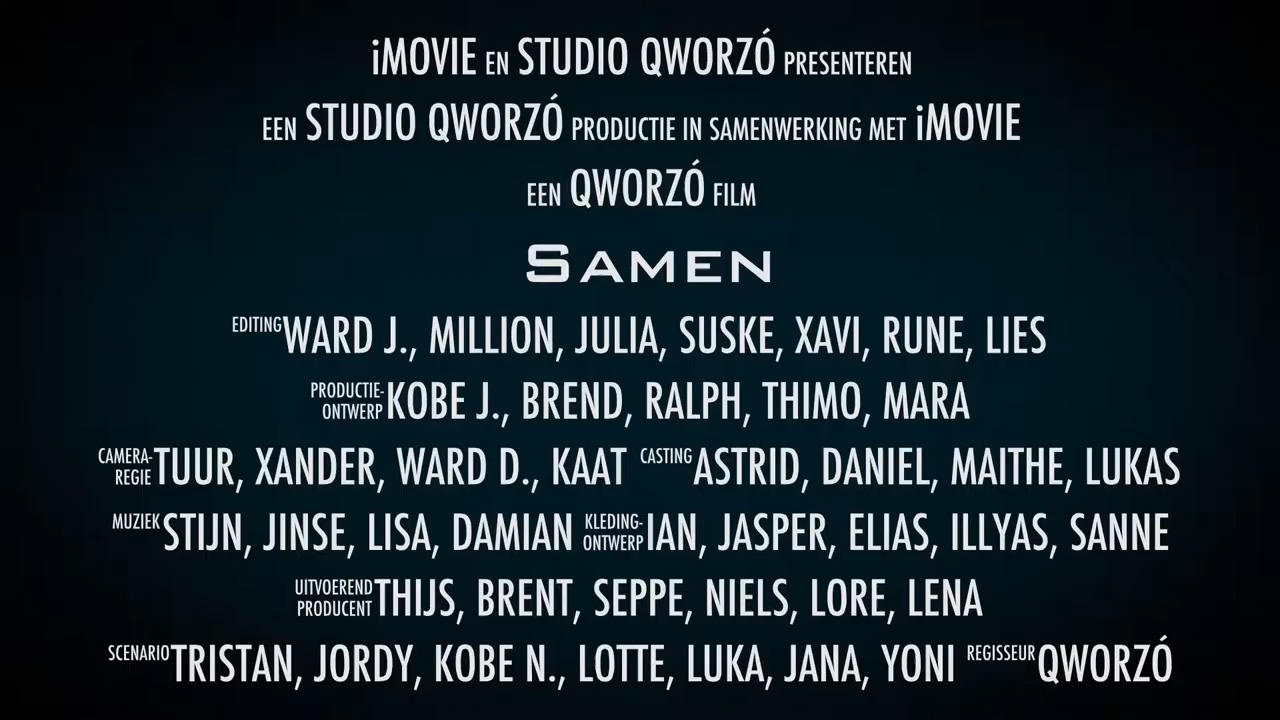 iMOVIE EN STUDIO QWORZÓ PRESENTEREN
EEN STUDIO QWORZÓ PRODUCTIE IN SAMENWERKING MET iMOVIE
EEN QWORZÓ FILM
SAMEN
EDITING WARD J., MILLION, JULIA, SUSKE, XAVI, RUNE, LIES
PRODUCTIE-ONTWERP KOBE J., BREND, RALPH, THIMO, MARA
CAMERA-REGIE TUUR, XANDER, WARD D., KAAT CASTING ASTRID, DANIEL, MAITHE, LUKAS
MUZIEK STIJN, JINSE, LISA, DAMIAN KLEDING-ONTWERP IAN, JASPER, ELIAS, ILLYAS, SANNE
UITVOEREND PRODUCENT THIJS, BRENT, SEPPE, NIELS, LORE, LENA
SCENARIO TRISTAN, JORDY, KOBE N., LOTTE, LUKA, JANA, YONI REGISSEUR QWORZÓ